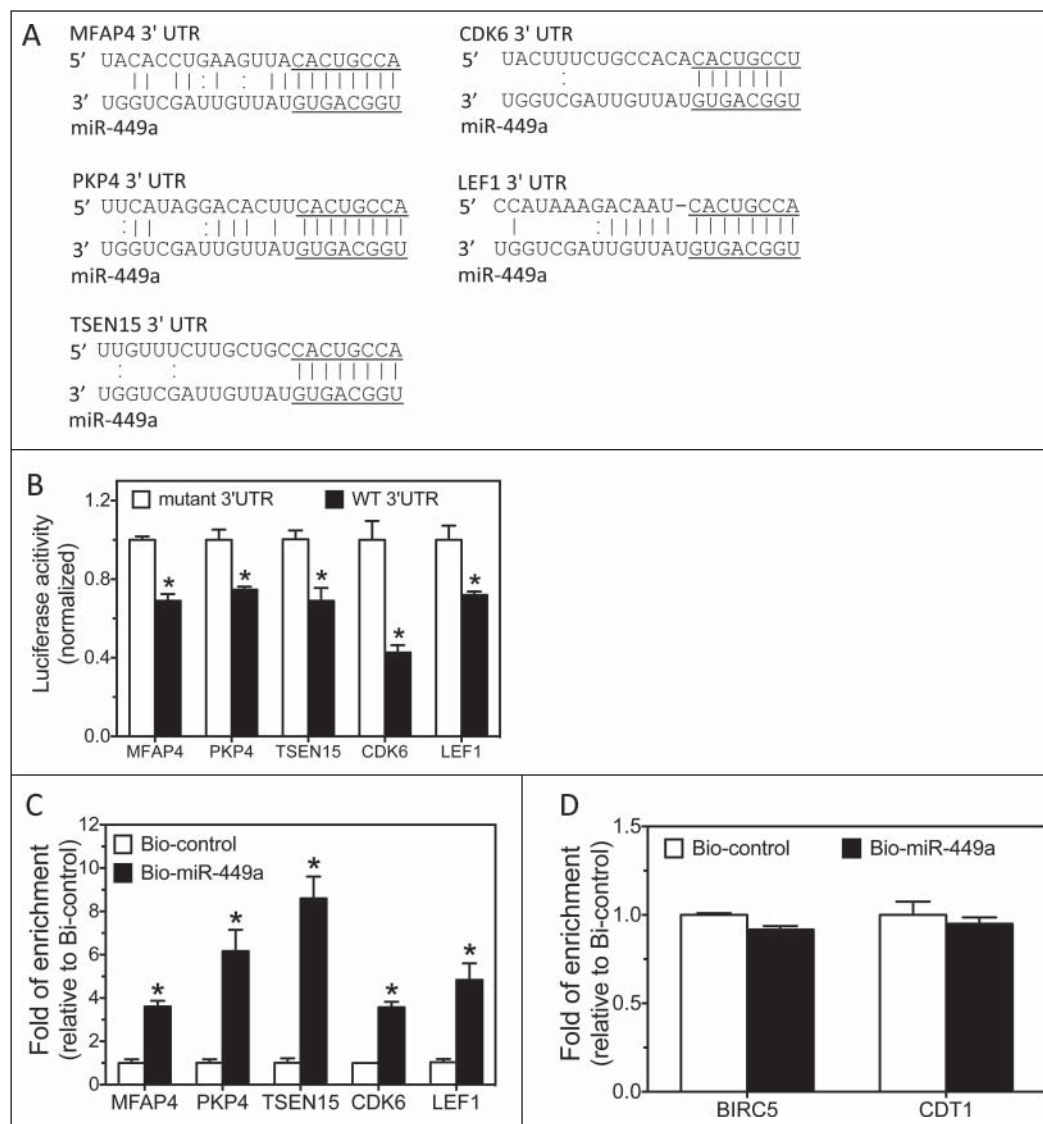 A
MFAP4 3' UTR
5' UACACCUGAAGUUACACUGCCA
3' UGGUCGAUUGUUAUGUGACGGU
miR-449a
CDK6 3' UTR
5' UACUUUCUGCCACACACUGCCU
3' UGGUCGAUUGUUAUGUGACGGU
miR-449a
PKP4 3' UTR
5' UUCAUAGGACACUUCACUGCCA
3' UGGUCGAUUGUUAUGUGACGGU
miR-449a
LEF1 3' UTR
5' CCAUAAAGACAAU-CACUGCCA
3' UGGUCGAUUGUUAUGUGACGGU
miR-449a
TSEN15 3' UTR
5' UUGUUUCUUGCUGCCACUGCCA
3' UGGUCGAUUGUUAUGUGACGGU
miR-449a
B
mutant 3'UTR
WT 3'UTR
Luciferase acitivity
(normalized)
1.2
0.8
0.4
0.0
* * * * *
MFAP4 PKP4 TSEN15 CDK6 LEF1
C
Bio-control
Bio-miR-449a
Fold of enrichment
(relative to Bi-control)
12
10
8
6
4
2
0
* * * * *
MFAP4 PKP4 TSEN15 CDK6 LEF1
D
Bio-control
Bio-miR-449a
Fold of enrichment
(relative to Bi-control)
1.5
1.0
0.5
0.0
BIRC5 CDT1